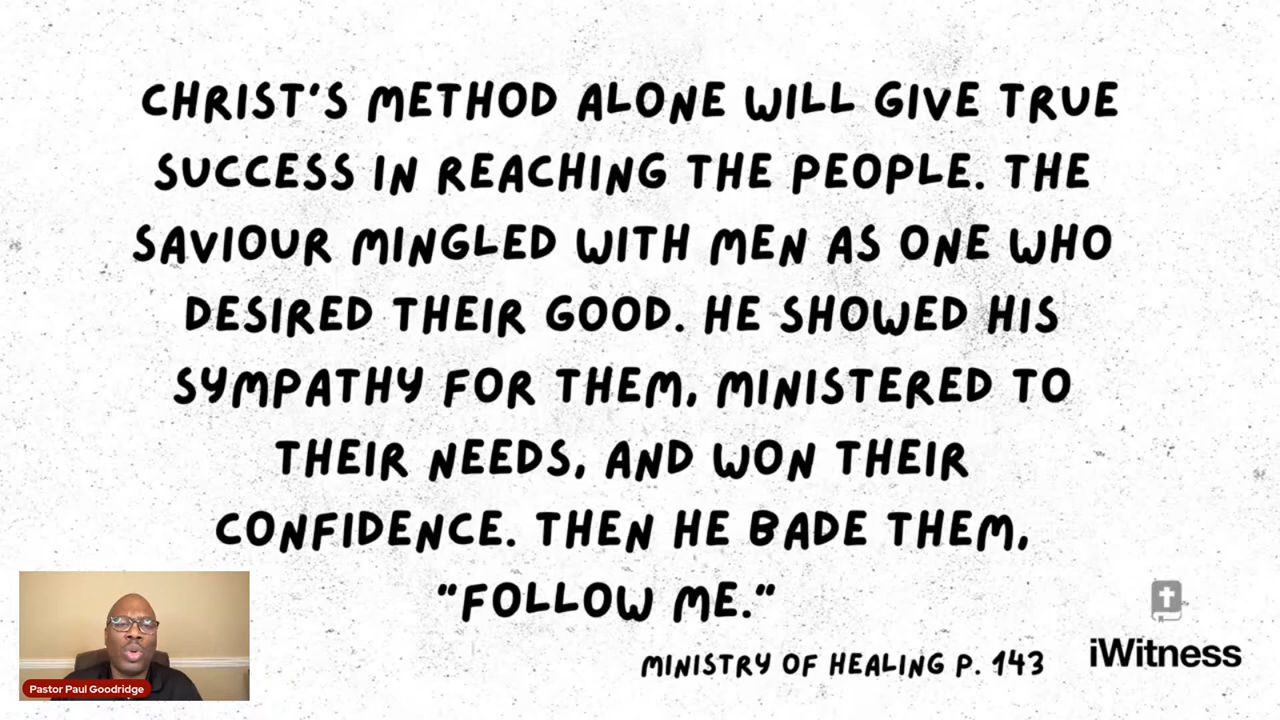 CHRIST'S METHOD ALONE WILL GIVE TRUE
SUCCESS IN REACHING THE PEOPLE. THE
SAVIOUR MINGLED WITH MEN AS ONE WHO
DESIRED THEIR GOOD. HE SHOWED HIS
SYMPATHY FOR THEM, MINISTERED TO
THEIR NEEDS, AND WON THEIR
CONFIDENCE. THEN HE BADE THEM,
"FOLLOW ME."
MINISTRY OF HEALING P. 143
iWitness
Pastor Paul Goodridge